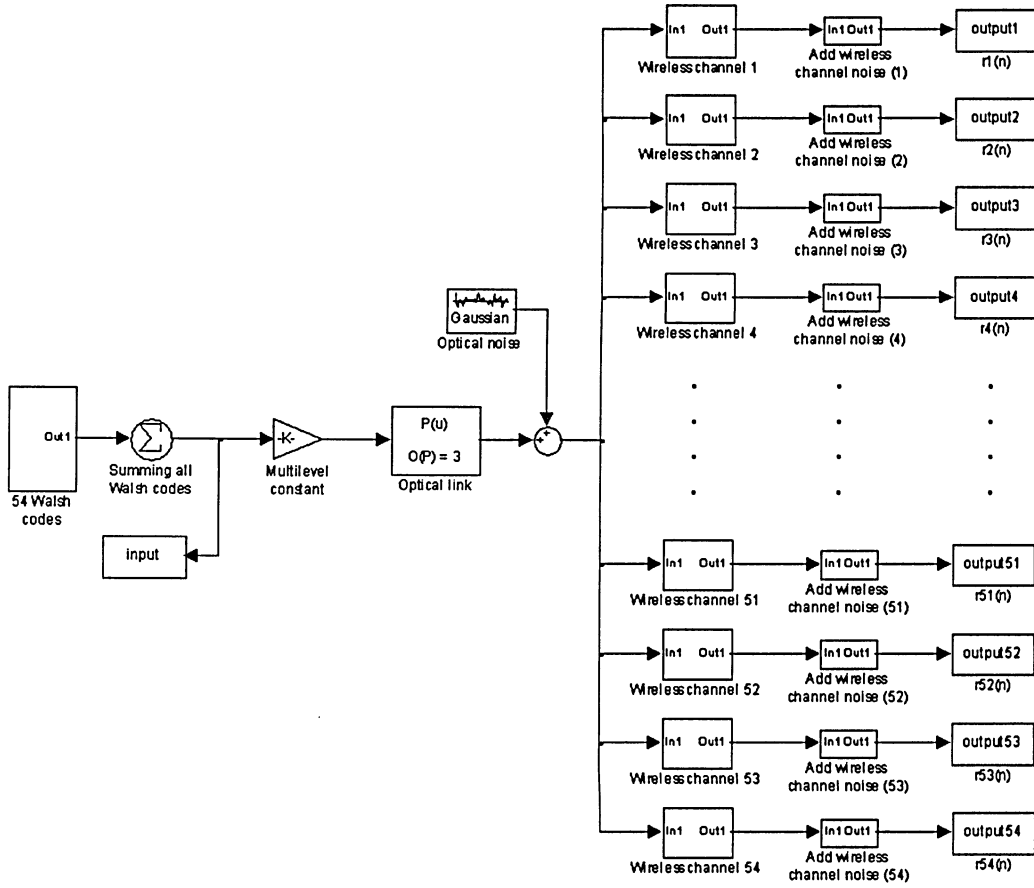 In1 Out1
Wireless channel 1
In1 Out1
Add wireless
channel noise (1)
output1
r1(n)
In1 Out1
Wireless channel 2
In1 Out1
Add wireless
channel noise (2)
output2
r2(n)
In1 Out1
Wireless channel 3
In1 Out1
Add wireless
channel noise (3)
output3
r3(n)
In1 Out1
Wireless channel 4
In1 Out1
Add wireless
channel noise (4)
output4
r4(n)
Gaussian
Optical noise
Out1
54 Walsh
codes
Σ
Summing all
Walsh codes
input
-K-
Multilevel
constant
P(u)
O(P) = 3
Optical link
+
+
In1 Out1
Wireless channel 51
In1 Out1
Add wireless
channel noise (51)
output51
r51(n)
In1 Out1
Wireless channel 52
In1 Out1
Add wireless
channel noise (52)
output52
r52(n)
In1 Out1
Wireless channel 53
In1 Out1
Add wireless
channel noise (53)
output53
r53(n)
In1 Out1
Wireless channel 54
In1 Out1
Add wireless
channel noise (54)
output54
r54(n)